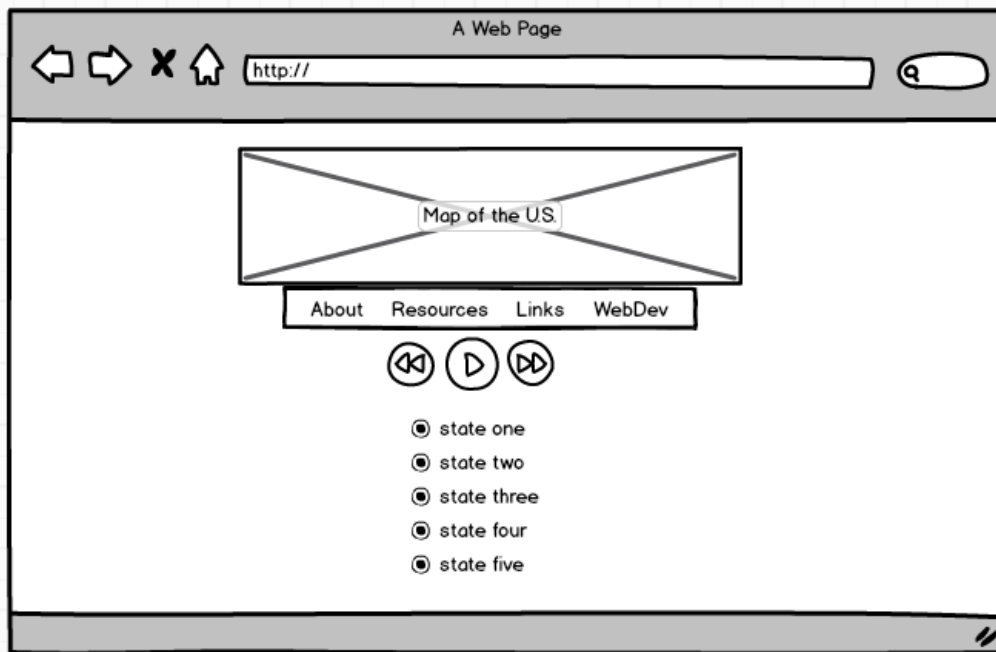 A Web Page
http://
Map of the U.S.
About Resources Links WebDev
state one
state two
state three
state four
state five